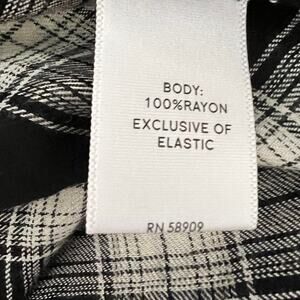 BODY:
100%RAYON
EXCLUSIVE OF
ELASTIC
RN 58909